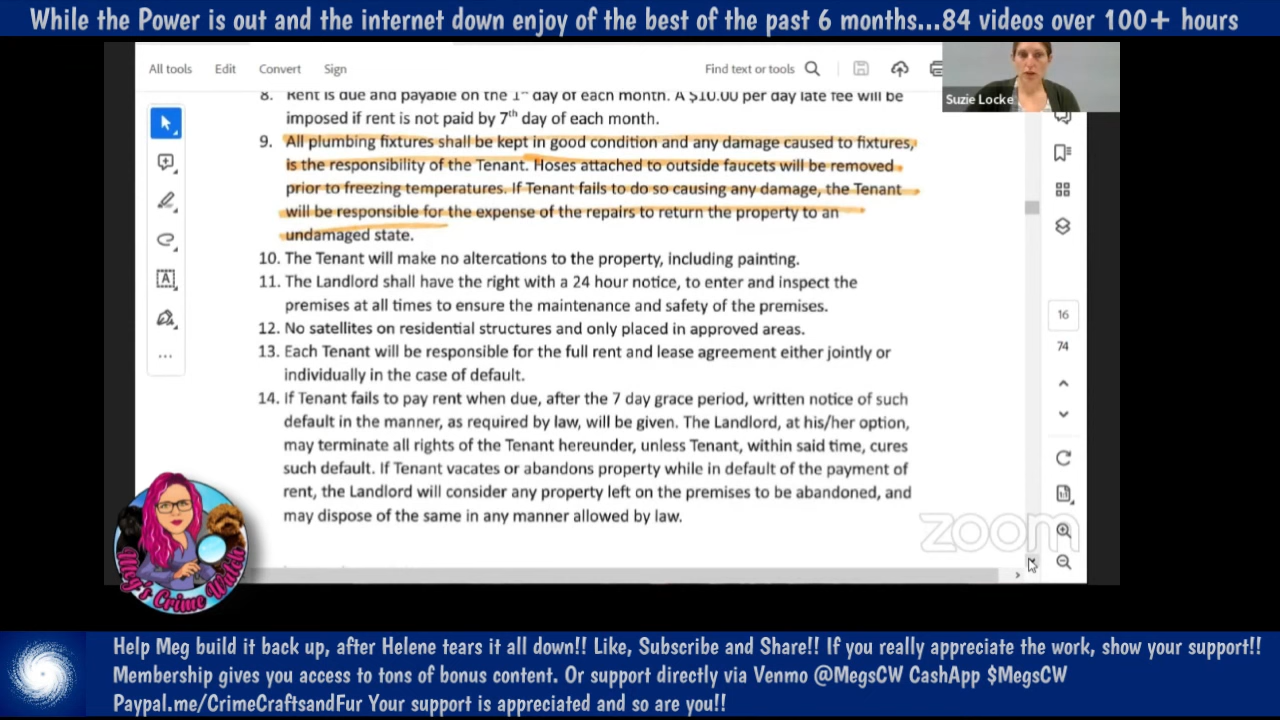 While the Power is out and the internet down enjoy of the best of the past 6 months...84 videos over 100+ hours
All tools Edit Convert Sign Find text or tools
Suzie Locke
8. Rent is due and payable on the 1st day of each month. A $10.00 per day late fee will be
imposed if rent is not paid by 7th day of each month.
9. All plumbing fixtures shall be kept in good condition and any damage caused to fixtures,
is the responsibility of the Tenant. Hoses attached to outside faucets will be removed
prior to freezing temperatures. If Tenant fails to do so causing any damage, the Tenant
will be responsible for the expense of the repairs to return the property to an
undamaged state.
10. The Tenant will make no altercations to the property, including painting.
11. The Landlord shall have the right with a 24 hour notice, to enter and inspect the
premises at all times to ensure the maintenance and safety of the premises.
12. No satellites on residential structures and only placed in approved areas.
13. Each Tenant will be responsible for the full rent and lease agreement either jointly or
individually in the case of default.
14. If Tenant fails to pay rent when due, after the 7 day grace period, written notice of such
default in the manner, as required by law, will be given. The Landlord, at his/her option,
may terminate all rights of the Tenant hereunder, unless Tenant, within said time, cures
such default. If Tenant vacates or abandons property while in default of the payment of
rent, the Landlord will consider any property left on the premises to be abandoned, and
may dispose of the same in any manner allowed by law.
16
74
zoom
Meg's Crime Watch
Help Meg build it back up, after Helene tears it all down!! Like, Subscribe and Share!! If you really appreciate the work, show your support!!
Membership gives you access to tons of bonus content. Or support directly via Venmo @MegsCW CashApp $MegsCW
Paypal.me/CrimeCraftsandFur Your support is appreciated and so are you!!